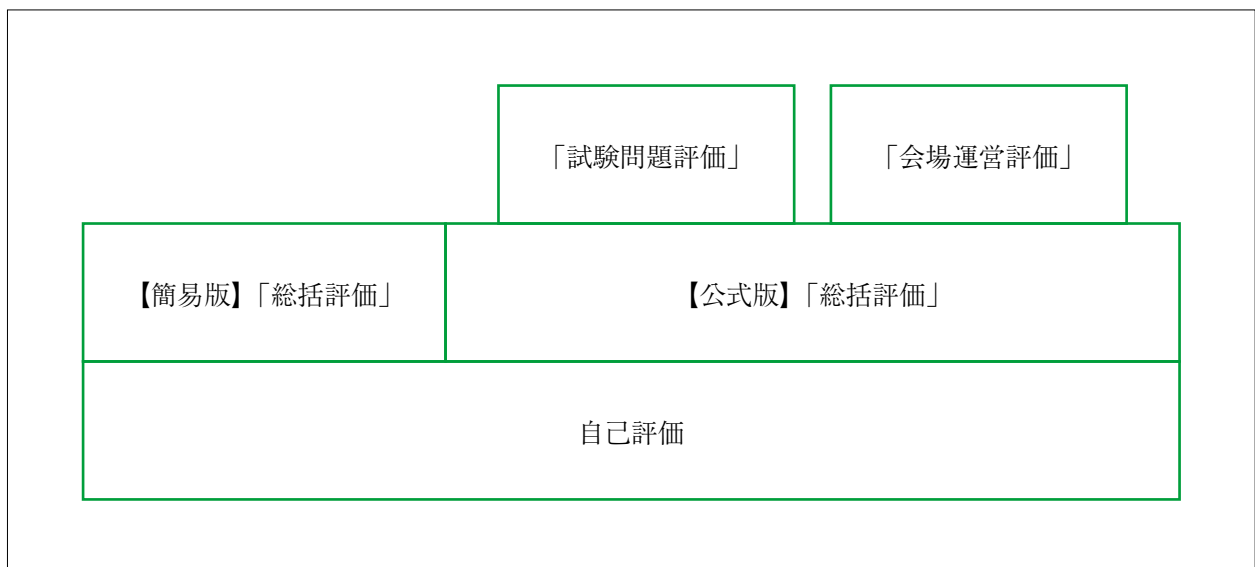 「試験問題評価」
「会場運営評価」
【簡易版】「総括評価」
【公式版】「総括評価」
自己評価